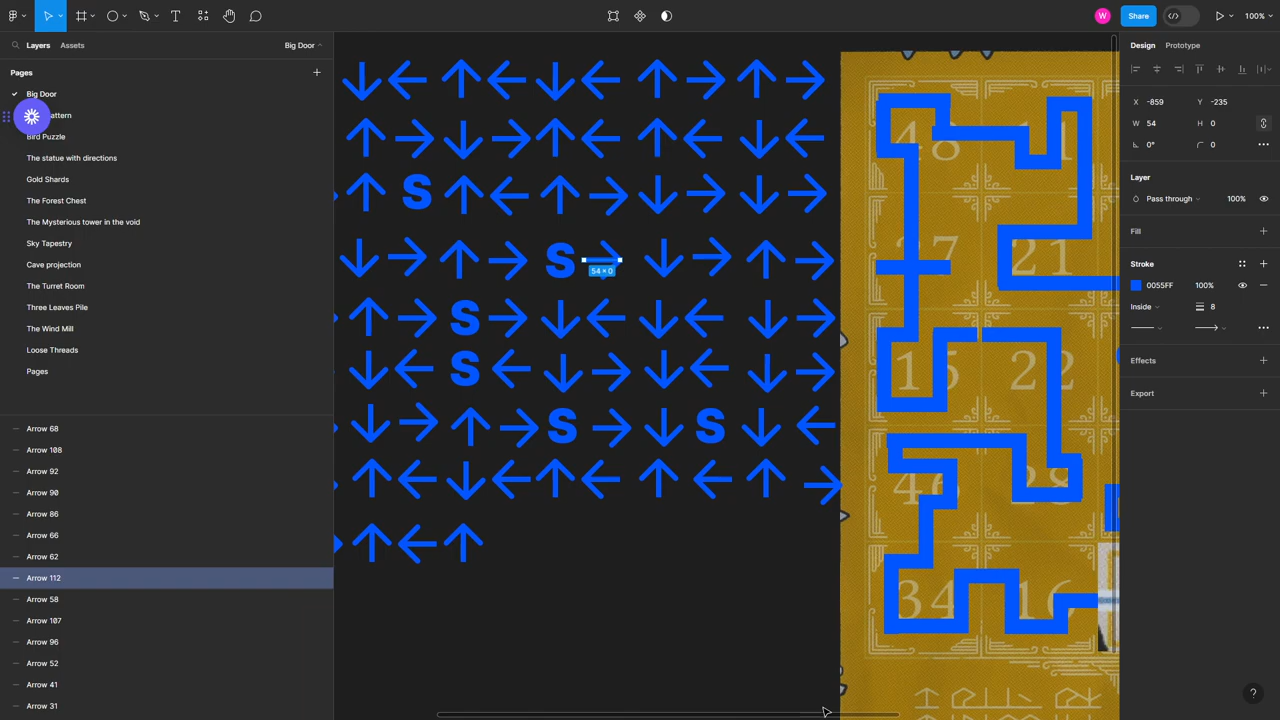 W
Share
100%
Layers
Assets
Big Door
Pages
Big Door
attern
Bird Puzzle
The statue with directions
Gold Shards
The Forest Chest
The Mysterious tower in the void
Sky Tapestry
Cave projection
The Turret Room
Three Leaves Pile
The Wind Mill
Loose Threads
Pages
Arrow 68
Arrow 108
Arrow 92
Arrow 90
Arrow 86
Arrow 66
Arrow 62
Arrow 112
Arrow 58
Arrow 107
Arrow 96
Arrow 52
Arrow 41
Arrow 31
S
S
54 × 0
S
S
S
S
48
21
15
22
46
28
34
16
Design
Prototype
X -859
Y -235
W 54
H 0
0°
0
Layer
Pass through
100%
Fill
Stroke
0055FF
100%
Inside
8
Effects
Export
?